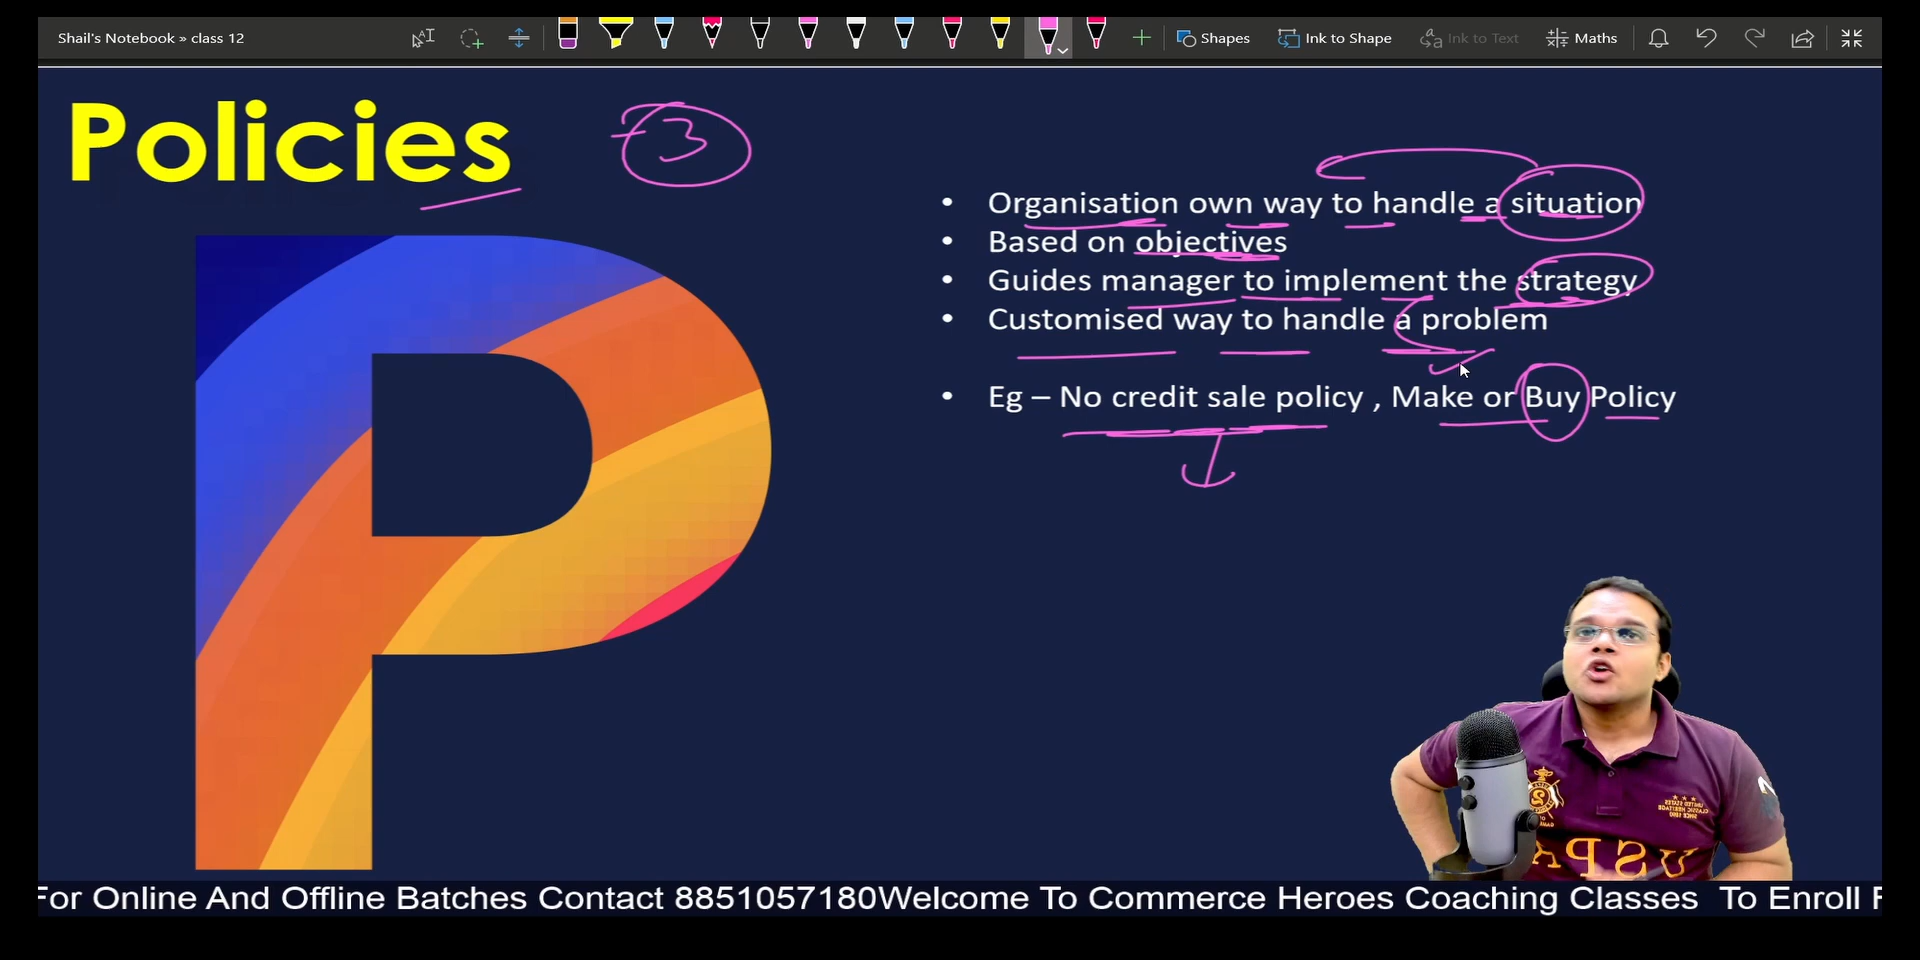 Shail's Notebook » class 12
Shapes
Ink to Shape
Ink to Text
Maths
Policies
3
• Organisation own way to handle a situation
• Based on objectives
• Guides manager to implement the strategy
• Customised way to handle a problem
• Eg – No credit sale policy , Make or Buy Policy
USPA
For Online And Offline Batches Contact 8851057180Welcome To Commerce Heroes Coaching Classes To Enroll F